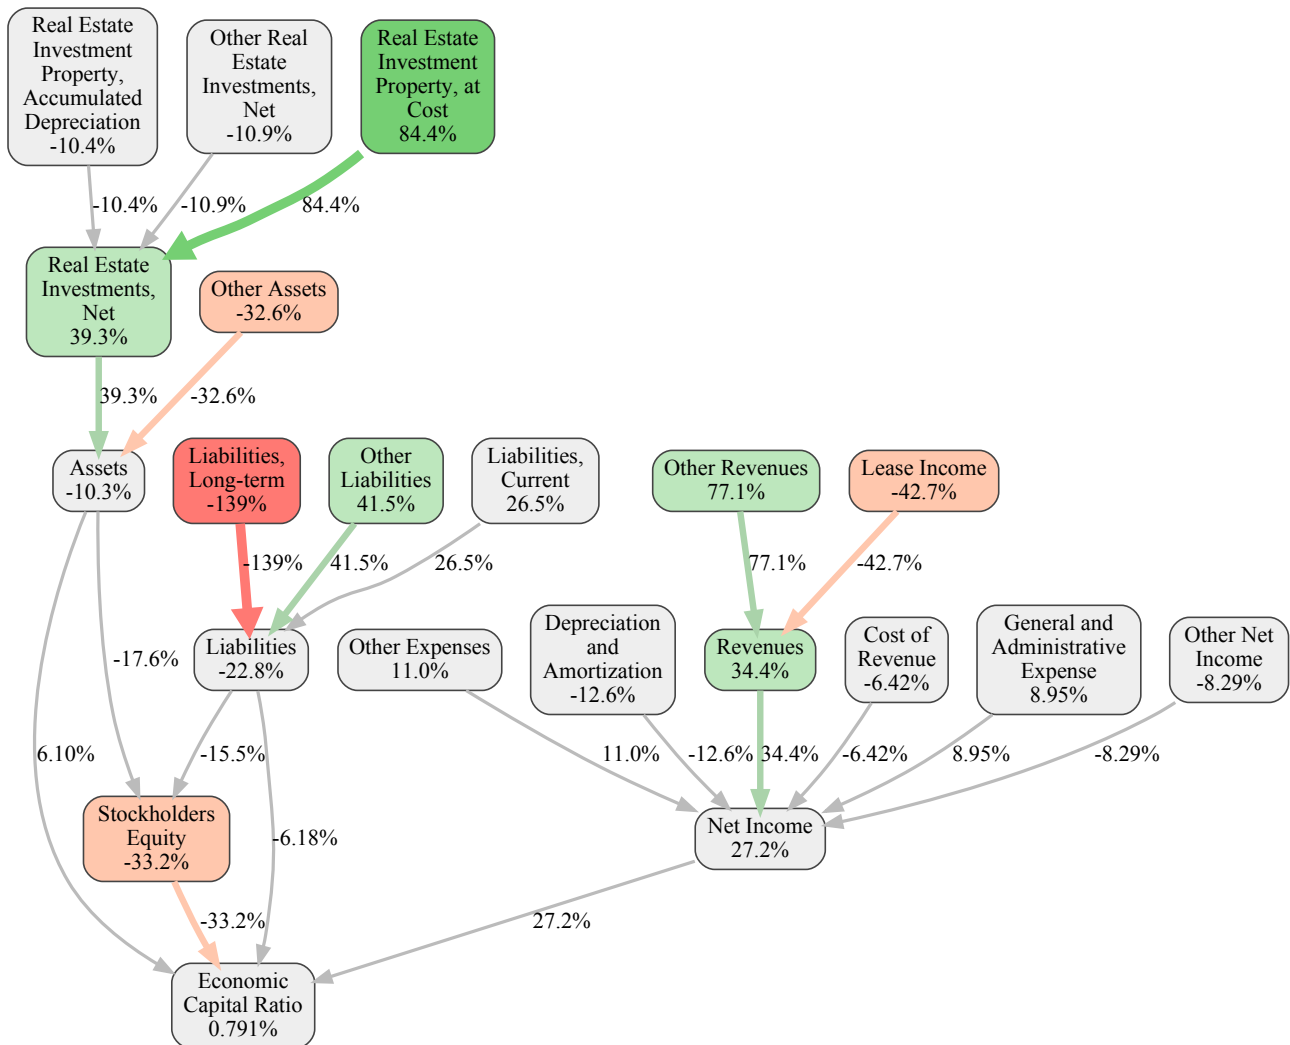 Real Estate
Investment
Property,
Accumulated
Depreciation
-10.4%
Other Real
Estate
Investments,
Net
-10.9%
Real Estate
Investment
Property, at
Cost
84.4%
-10.4%
-10.9%
84.4%
Real Estate
Investments,
Net
39.3%
Other Assets
-32.6%
39.3%
-32.6%
Assets
-10.3%
Liabilities,
Long-term
-139%
Other
Liabilities
41.5%
Liabilities,
Current
26.5%
Other Revenues
77.1%
Lease Income
-42.7%
-139%
41.5%
26.5%
77.1%
-42.7%
-17.6%
Liabilities
-22.8%
Other Expenses
11.0%
Depreciation
and
Amortization
-12.6%
Revenues
34.4%
Cost of
Revenue
-6.42%
General and
Administrative
Expense
8.95%
Other Net
Income
-8.29%
6.10%
-15.5%
11.0%
-12.6%
34.4%
-6.42%
8.95%
-8.29%
Stockholders
Equity
-33.2%
-6.18%
Net Income
27.2%
-33.2%
27.2%
Economic
Capital Ratio
0.791%